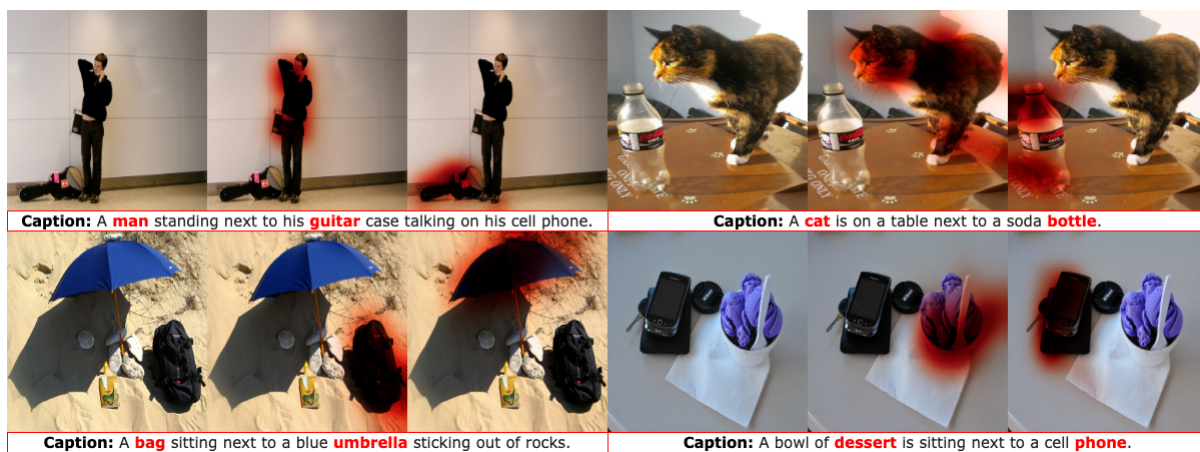 Caption: A man standing next to his guitar case talking on his cell phone.
Caption: A cat is on a table next to a soda bottle.
Caption: A bag sitting next to a blue umbrella sticking out of rocks.
Caption: A bowl of dessert is sitting next to a cell phone.